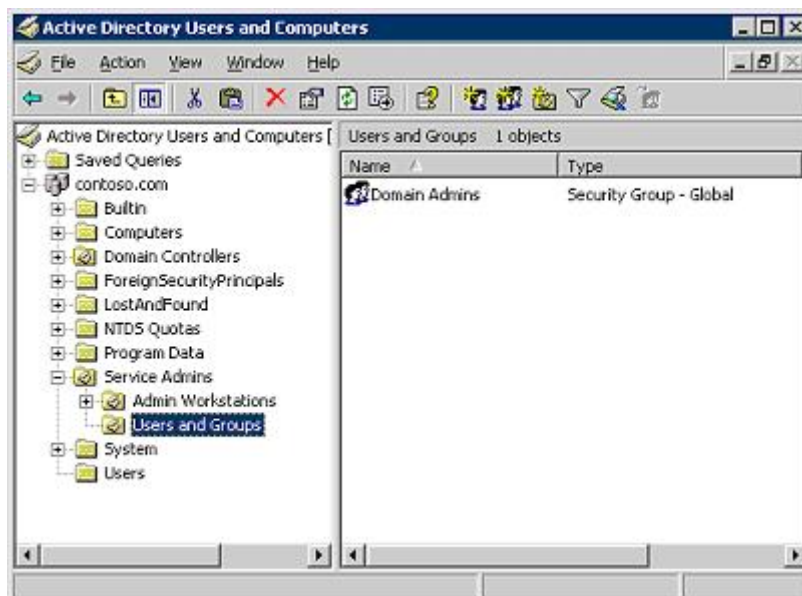 Active Directory Users and Computers
File Action View Window Help
Active Directory Users and Computers [
Saved Queries
contoso.com
Builtin
Computers
Domain Controllers
ForeignSecurityPrincipals
LostAndFound
NTDS Quotas
Program Data
Service Admins
Admin Workstations
Users and Groups
System
Users
Users and Groups 1 objects
Name Type
Domain Admins Security Group - Global